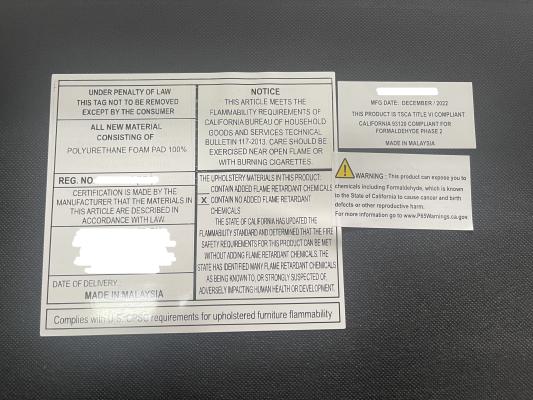 UNDER PENALTY OF LAW
THIS TAG NOT TO BE REMOVED
EXCEPT BY THE CONSUMER
ALL NEW MATERIAL
CONSISTING OF
POLYURETHANE FOAM PAD 100%
REG. NO
CERTIFICATION IS MADE BY THE
MANUFACTURER THAT THE MATERIALS IN
THIS ARTICLE ARE DESCRIBED IN
ACCORDANCE WITH LAW.
DATE OF DELIVERY :
MADE IN MALAYSIA
NOTICE
THIS ARTICLE MEETS THE
FLAMMABILITY REQUIREMENTS OF
CALIFORNIA BUREAU OF HOUSEHOLD
GOODS AND SERVICES TECHNICAL
BULLETIN 117-2013. CARE SHOULD BE
EXERCISED NEAR OPEN FLAME OR
WITH BURNING CIGARETTES.
THE UPHOLSTERY MATERIALS IN THIS PRODUCT:
CONTAIN ADDED FLAME RETARDANT CHEMICALS
X CONTAIN NO ADDED FLAME RETARDANT
CHEMICALS
THE STATE OF CALIFORNIA HAS UPDATED THE
FLAMMABILITY STANDARD AND DETERMINED THAT THE FIRE
SAFETY REQUIREMENTS FOR THIS PRODUCT CAN BE MET
WITHOUT ADDING FLAME RETARDANT CHEMICALS. THE
STATE HAS IDENTIFIED MANY FLAME RETARDANT CHEMICALS
AS BEING KNOWN TO, OR STRONGLY SUSPECTED OF,
ADVERSELY IMPACTING HUMAN HEALTH OR DEVELOPMENT.
Complies with U.S. CPSC requirements for upholstered furniture flammability
MFG DATE: DECEMBER / 2022
THIS PRODUCT IS TSCA TITLE VI COMPLIANT
CALIFORNIA 93120 COMPLIANT FOR
FORMALDEHYDE PHASE 2
MADE IN MALAYSIA
WARNING : This product can expose you to
chemicals including Formaldehyde, which is known
to the State of California to cause cancer and birth
defects or other reproductive harm.
For more information go to www.P65Warnings.ca.gov